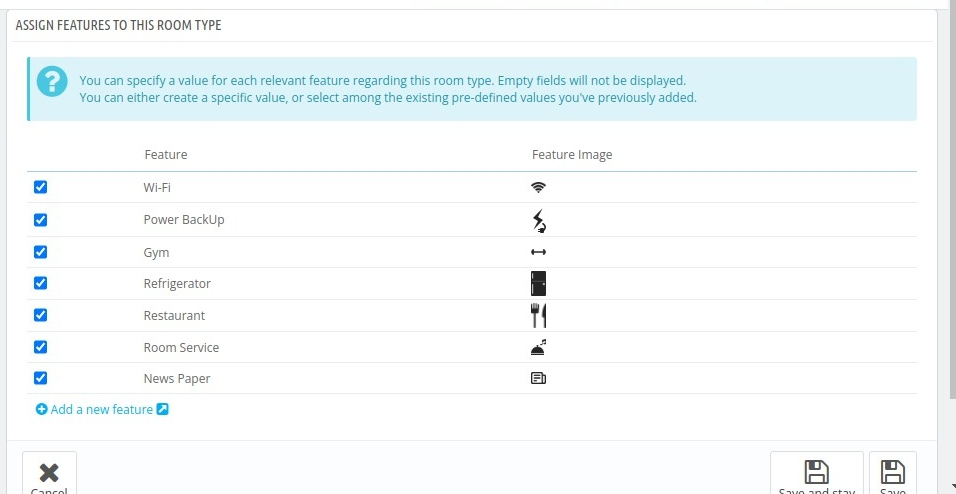 ASSIGN FEATURES TO THIS ROOM TYPE
You can specify a value for each relevant feature regarding this room type. Empty fields will not be displayed.
You can either create a specific value, or select among the existing pre-defined values you've previously added.
Feature Feature Image
Wi-Fi
Power BackUp
Gym
Refrigerator
Restaurant
Room Service
News Paper
Add a new feature
Cancel Save and stay Save